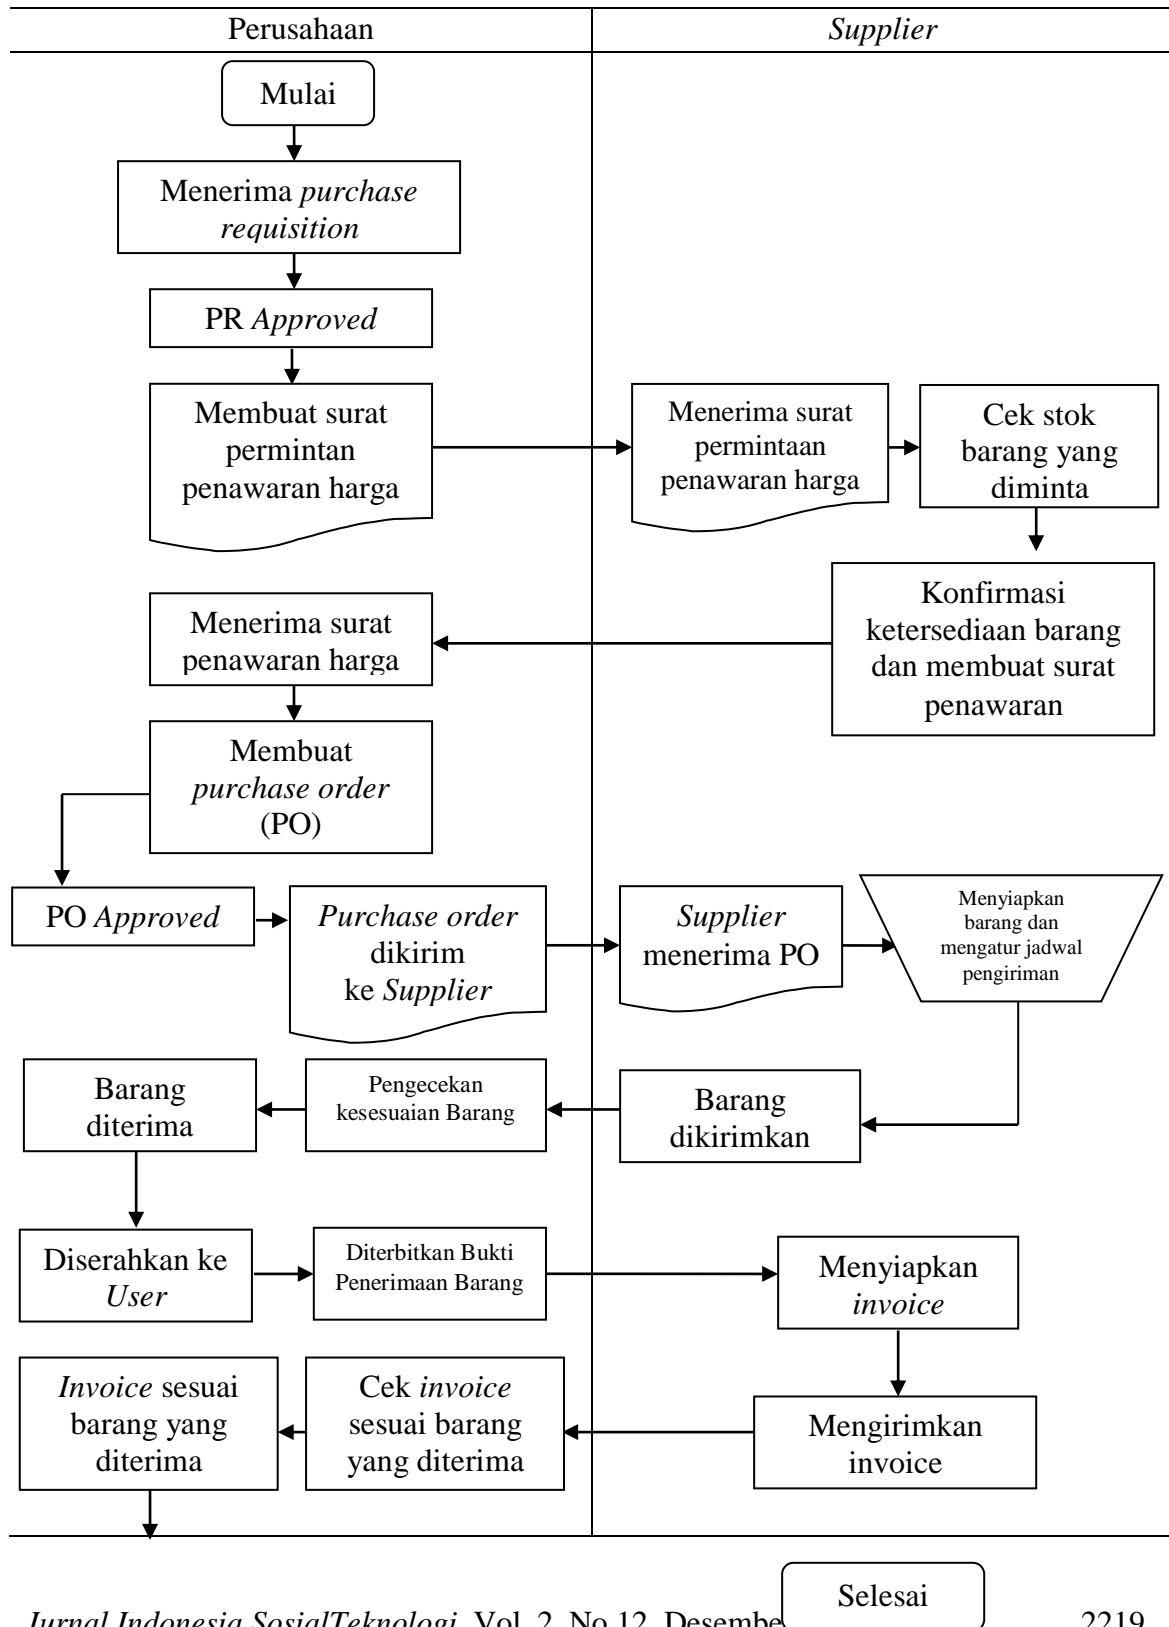 Perusahaan
Supplier
Mulai
Menerima purchase
requisition
PR Approved
Membuat surat
permintan
penawaran harga
Menerima surat
permintaan
penawaran harga
Cek stok
barang yang
diminta
Konfirmasi
ketersediaan barang
dan membuat surat
penawaran
Menerima surat
penawaran harga
Membuat
purchase order
(PO)
PO Approved
Purchase order
dikirim
ke Supplier
Supplier
menerima PO
Menyiapkan
barang dan
mengatur jadwal
pengiriman
Barang
diterima
Pengecekan
kesesuaian Barang
Barang
dikirimkan
Diserahkan ke
User
Diterbitkan Bukti
Penerimaan Barang
Menyiapkan
invoice
Invoice sesuai
barang yang
diterima
Cek invoice
sesuai barang
yang diterima
Mengirimkan
invoice
Selesai
Jurnal Indonesia SosialTeknologi, Vol. 2, No.12, Desembe 2219